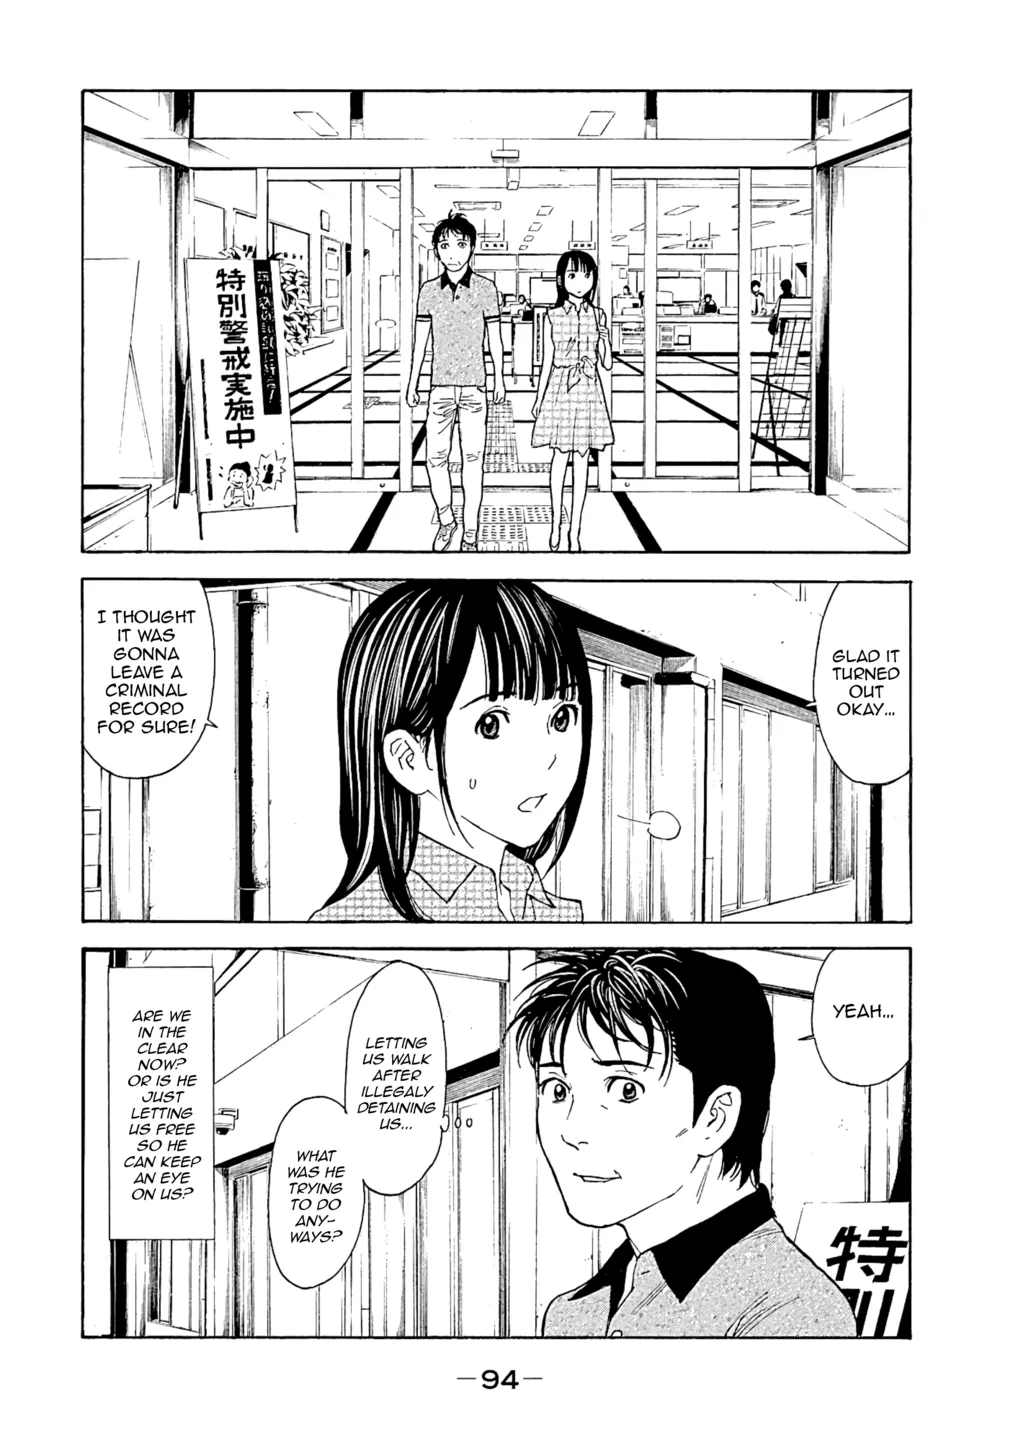 特別警戒実施中
GLAD IT
TURNED
OUT
OKAY...
I THOUGHT
IT WAS
GONNA
LEAVE A
CRIMINAL
RECORD
FOR SURE!
YEAH...
LETTING
US WALK
AFTER
ILLEGALY
DETAINING
US...
WHAT
WAS HE
TRYING
TO DO
ANY-
WAYS?
ARE WE
IN THE
CLEAR
NOW?
OR IS HE
JUST
LETTING
US FREE
SO HE
CAN KEEP
AN EYE
ON US?
特別
—94—